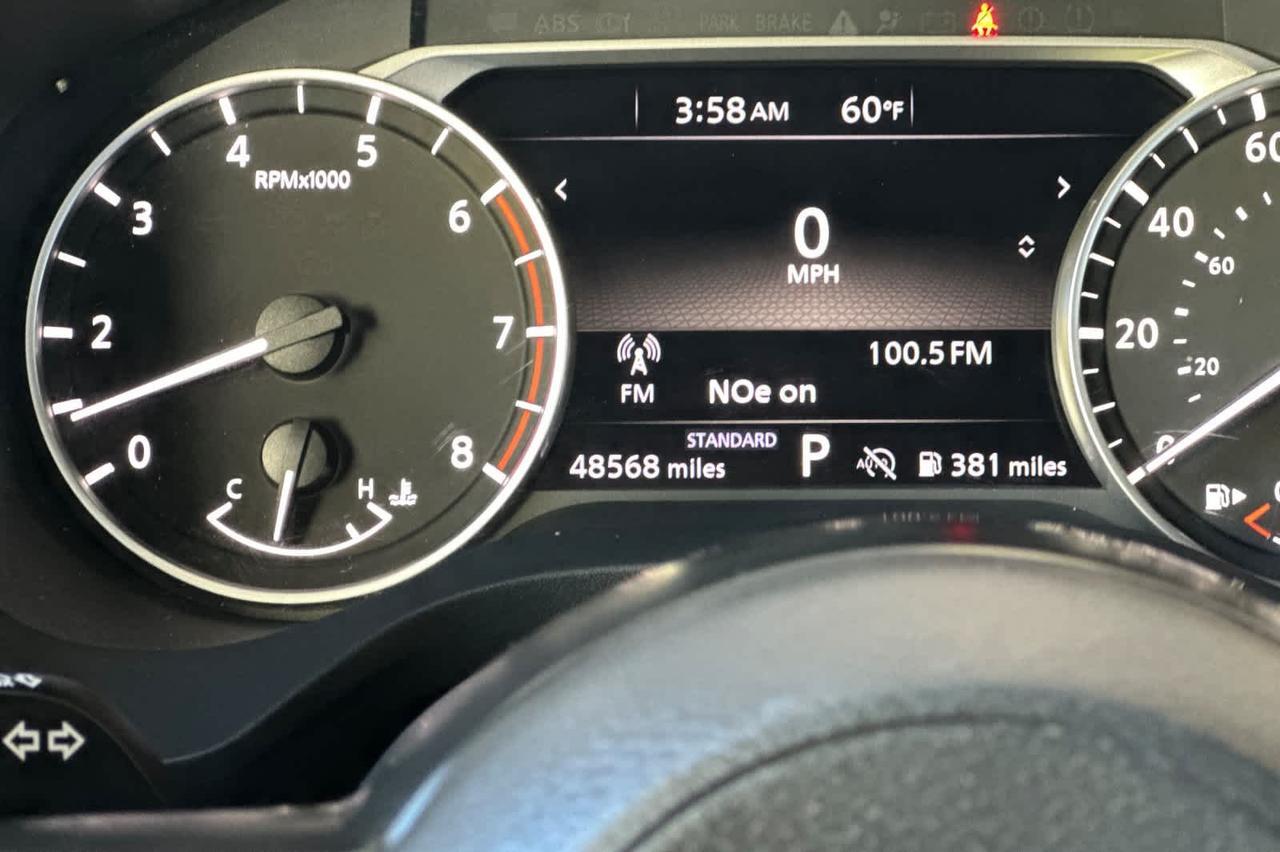 ABS
PARK BRAKE
3:58 AM 60°F
4 5
RPMx1000
3 6
2 7
0 8
C H
< >
0
MPH
100.5 FM
FM NOe on
STANDARD
48568 miles P 381 miles
60
40
60
20
20
0